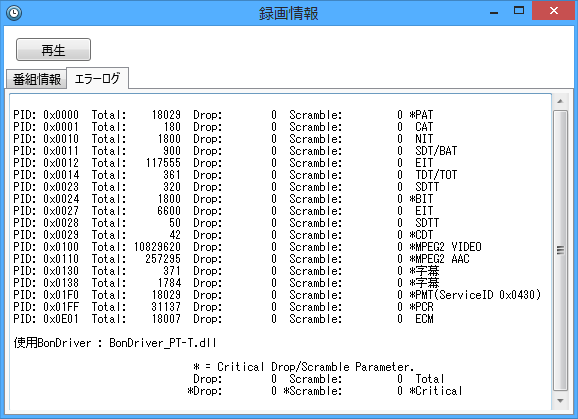 録画情報
再生
番組情報 エラーログ
PID: 0x0000 Total: 18029 Drop: 0 Scramble: 0 *PAT
PID: 0x0001 Total: 180 Drop: 0 Scramble: 0 CAT
PID: 0x0010 Total: 1800 Drop: 0 Scramble: 0 NIT
PID: 0x0011 Total: 900 Drop: 0 Scramble: 0 SDT/BAT
PID: 0x0012 Total: 117555 Drop: 0 Scramble: 0 EIT
PID: 0x0014 Total: 361 Drop: 0 Scramble: 0 TDT/TOT
PID: 0x0023 Total: 320 Drop: 0 Scramble: 0 SDTT
PID: 0x0024 Total: 1800 Drop: 0 Scramble: 0 *BIT
PID: 0x0027 Total: 6600 Drop: 0 Scramble: 0 EIT
PID: 0x0028 Total: 50 Drop: 0 Scramble: 0 SDTT
PID: 0x0029 Total: 42 Drop: 0 Scramble: 0 *CDT
PID: 0x0100 Total: 10829620 Drop: 0 Scramble: 0 *MPEG2 VIDEO
PID: 0x0110 Total: 257295 Drop: 0 Scramble: 0 *MPEG2 AAC
PID: 0x0130 Total: 371 Drop: 0 Scramble: 0 *字幕
PID: 0x0138 Total: 1784 Drop: 0 Scramble: 0 *字幕
PID: 0x01F0 Total: 18029 Drop: 0 Scramble: 0 *PMT(ServiceID 0x0430)
PID: 0x01FF Total: 31137 Drop: 0 Scramble: 0 *PCR
PID: 0x0E01 Total: 18007 Drop: 0 Scramble: 0 ECM
使用BonDriver : BonDriver_PT-T.dll
* = Critical Drop/Scramble Parameter.
Drop: 0 Scramble: 0 Total
*Drop: 0 *Scramble: 0 *Critical